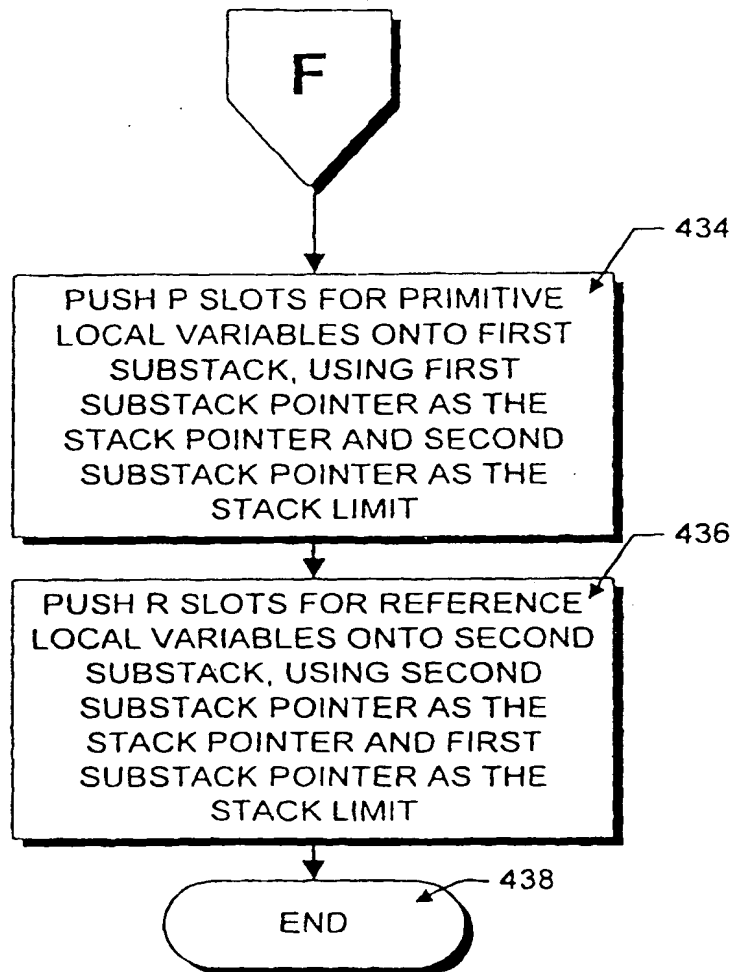 F
434
PUSH P SLOTS FOR PRIMITIVE
LOCAL VARIABLES ONTO FIRST
SUBSTACK, USING FIRST
SUBSTACK POINTER AS THE
STACK POINTER AND SECOND
SUBSTACK POINTER AS THE
STACK LIMIT
436
PUSH R SLOTS FOR REFERENCE
LOCAL VARIABLES ONTO SECOND
SUBSTACK, USING SECOND
SUBSTACK POINTER AS THE
STACK POINTER AND FIRST
SUBSTACK POINTER AS THE
STACK LIMIT
438
END